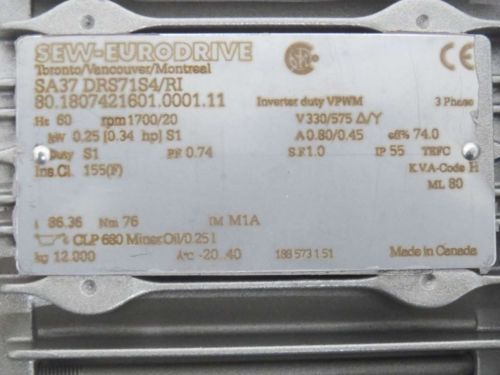 SEW-EURODRIVE
Toronto/Vancouver/Montreal
SA37 DRS71S4/RI
80.1807421601.0001.11 Inverter duty VPWM 3 Phase
Hz 60 rpm 1700/20 V 330/575 Δ/Y
kW 0.25 [0.34 hp] S1 A 0.80/0.45 eff% 74.0
Duty S1 P.F 0.74 S.F.1.0 IP 55 TEFC
Ins.Cl. 155(F) K.V.A-Code H
ML 80
i 86.36 Nm 76 IM M1A
CLP 680 Miner.Oil/0.25 l
kg 12.000 A°C -20..40 188 573 1 51 Made in Canada
CE